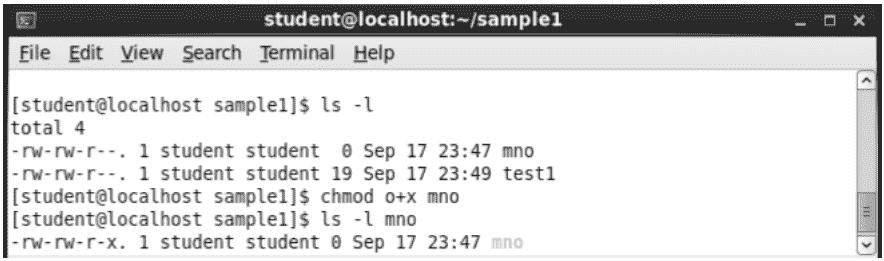 student@localhost:~/sample1
File Edit View Search Terminal Help
[student@localhost sample1]$ ls -l
total 4
-rw-rw-r--. 1 student student  0 Sep 17 23:47 mno
-rw-rw-r--. 1 student student 19 Sep 17 23:49 test1
[student@localhost sample1]$ chmod o+x mno
[student@localhost sample1]$ ls -l mno
-rw-rw-r-x. 1 student student 0 Sep 17 23:47 mno